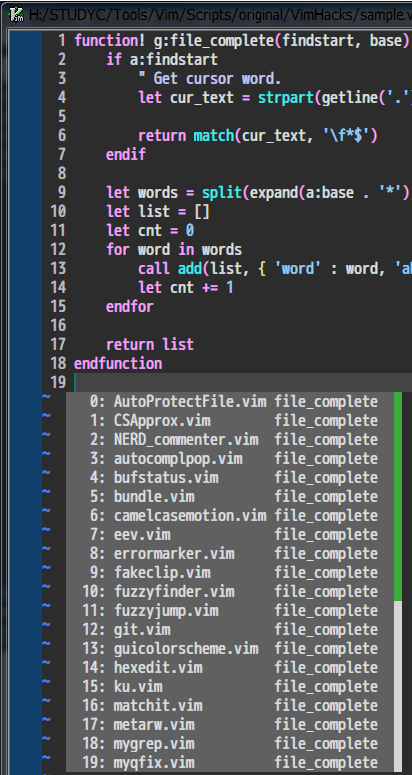 H:/STUDYC/Tools/Vim/Scripts/original/VimHacks/sample.v
1 function! g:file_complete(findstart, base)
2     if a:findstart
3         " Get cursor word.
4         let cur_text = strpart(getline('.')
5
6         return match(cur_text, '\f*$')
7     endif
8
9     let words = split(expand(a:base . '*')
10     let list = []
11     let cnt = 0
12     for word in words
13         call add(list, { 'word' : word, 'ab
14         let cnt += 1
15     endfor
16
17     return list
18 endfunction
19
~ 0: AutoProtectFile.vim file_complete
~ 1: CSApprox.vim file_complete
~ 2: NERD_commenter.vim file_complete
~ 3: autocomplpop.vim file_complete
~ 4: bufstatus.vim file_complete
~ 5: bundle.vim file_complete
~ 6: camelcasemotion.vim file_complete
~ 7: eev.vim file_complete
~ 8: errormarker.vim file_complete
~ 9: fakeclip.vim file_complete
~ 10: fuzzyfinder.vim file_complete
~ 11: fuzzyjump.vim file_complete
~ 12: git.vim file_complete
~ 13: guicolorscheme.vim file_complete
~ 14: hexedit.vim file_complete
~ 15: ku.vim file_complete
~ 16: matchit.vim file_complete
~ 17: metarw.vim file_complete
~ 18: mygrep.vim file_complete
~ 19: myqfix.vim file_complete